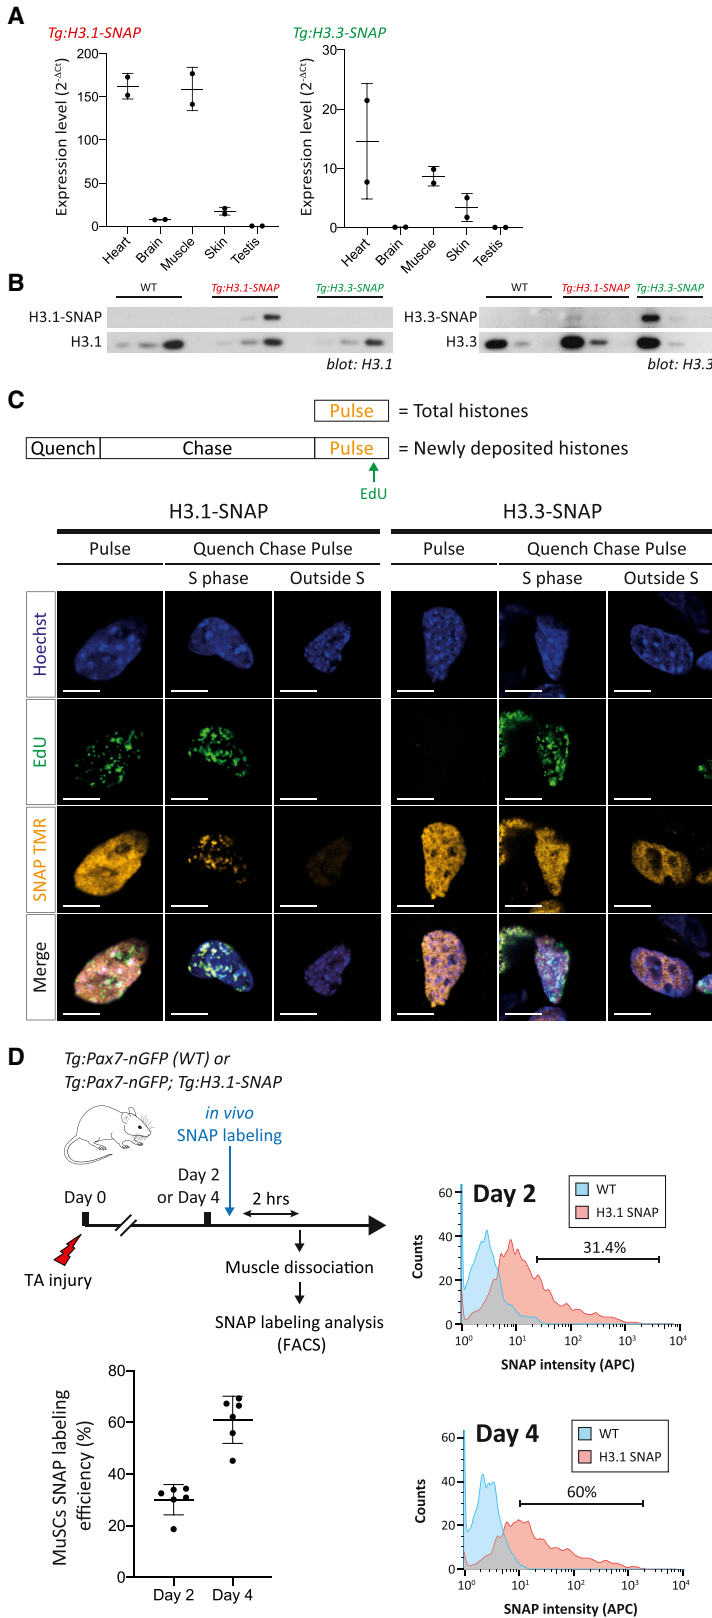 A
Tg:H3.1-SNAP
Tg:H3.3-SNAP
Expression level (2^-ΔCt)
200
150
100
50
0
Heart
Brain
Muscle
Skin
Testis
Expression level (2^-ΔCt)
30
20
10
0
Heart
Brain
Muscle
Skin
Testis
B
WT
Tg:H3.1-SNAP
Tg:H3.3-SNAP
WT
Tg:H3.1-SNAP
Tg:H3.3-SNAP
H3.1-SNAP
H3.3-SNAP
H3.1
H3.3
blot: H3.1
blot: H3.3
C
Pulse = Total histones
Quench Chase Pulse = Newly deposited histones
EdU
H3.1-SNAP
H3.3-SNAP
Pulse
Quench Chase Pulse
Pulse
Quench Chase Pulse
S phase
Outside S
S phase
Outside S
Hoechst
EdU
SNAP TMR
Merge
D
Tg:Pax7-nGFP (WT) or
Tg:Pax7-nGFP; Tg:H3.1-SNAP
in vivo
SNAP labeling
Day 2
or Day 4
Day 0
2 hrs
TA injury
Muscle dissociation
SNAP labeling analysis
(FACS)
MuSCs SNAP labeling
efficiency (%)
80
60
40
20
0
Day 2
Day 4
Day 2
WT
H3.1 SNAP
31.4%
Counts
60
40
20
0
10^0
10^1
10^2
10^3
10^4
SNAP intensity (APC)
Day 4
WT
H3.1 SNAP
60%
Counts
60
40
20
0
10^0
10^1
10^2
10^3
10^4
SNAP intensity (APC)